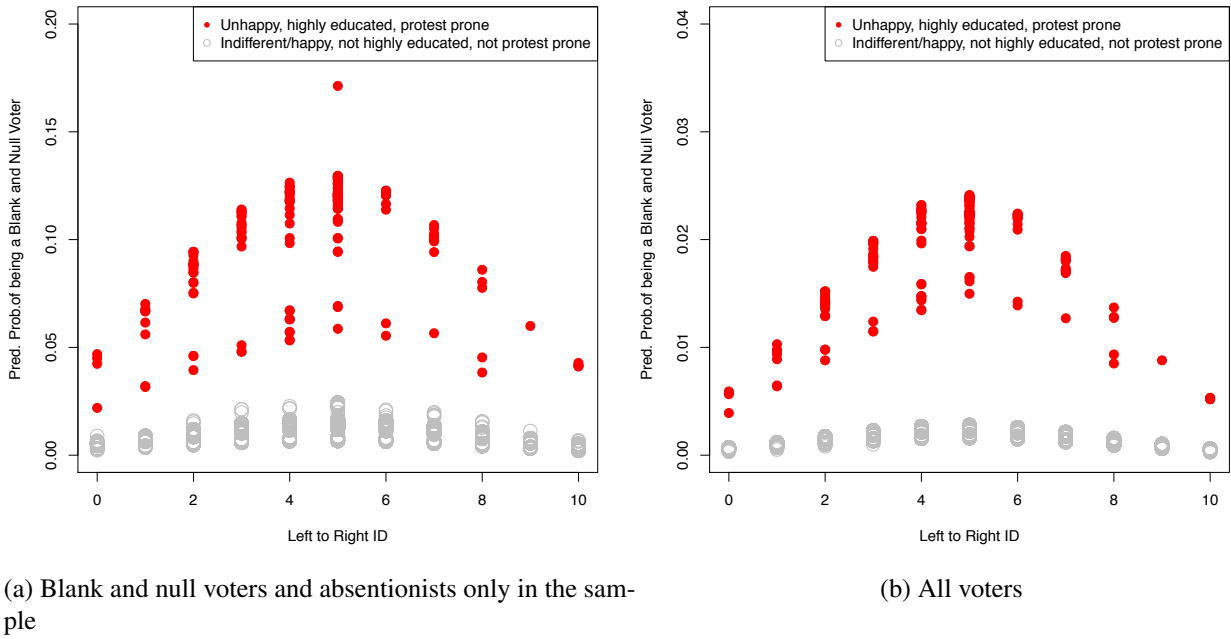 Unhappy, highly educated, protest prone
Indifferent/happy, not highly educated, not protest prone
Pred. Prob.of being a Blank and Null Voter
0.20
0.15
0.10
0.05
0.00
0 2 4 6 8 10
Left to Right ID
(a) Blank and null voters and absentionists only in the sam-
ple
Unhappy, highly educated, protest prone
Indifferent/happy, not highly educated, not protest prone
Pred. Prob.of being a Blank and Null Voter
0.04
0.03
0.02
0.01
0.00
0 2 4 6 8 10
Left to Right ID
(b) All voters